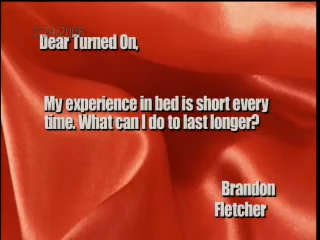 Dear Turned On,
My experience in bed is short every
time. What can I do to last longer?
Brandon
Fletcher